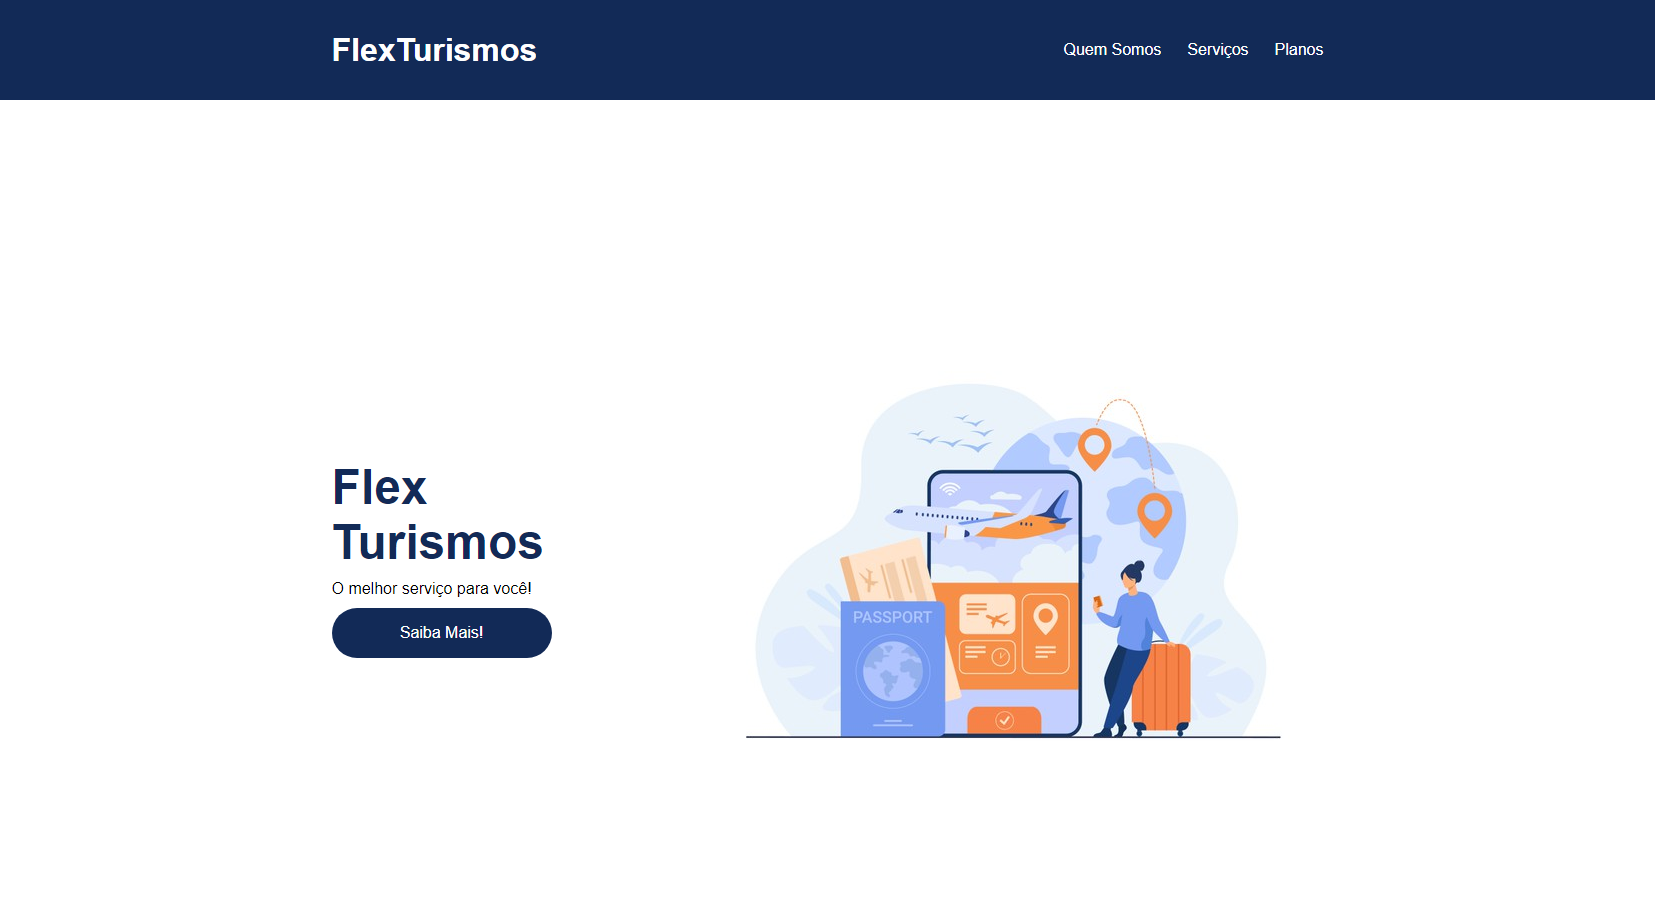 FlexTurismos
Quem Somos Serviços Planos
Flex
Turismos
O melhor serviço para você!
Saiba Mais!
PASSPORT